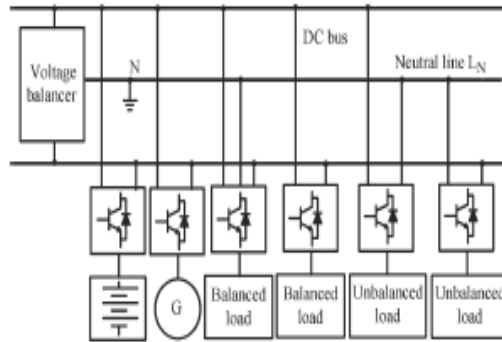 DC bus
Voltage
balancer
N
Neutral line L_N
G
Balanced
load
Balanced
load
Unbalanced
load
Unbalanced
load